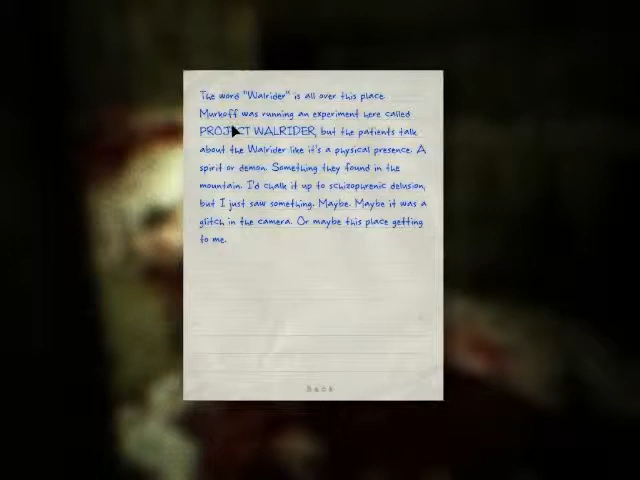 The word "Walrider" is all over this place.
Murkoff was running an experiment here called
PROJECT WALRIDER, but the patients talk
about the Walrider like it's a physical presence. A
spirit or demon. Something they found in the
mountain. I'd chalk it up to schizophrenic delusion,
but I just saw something. Maybe. Maybe it was a
glitch in the camera. Or maybe this place getting
to me.
Back